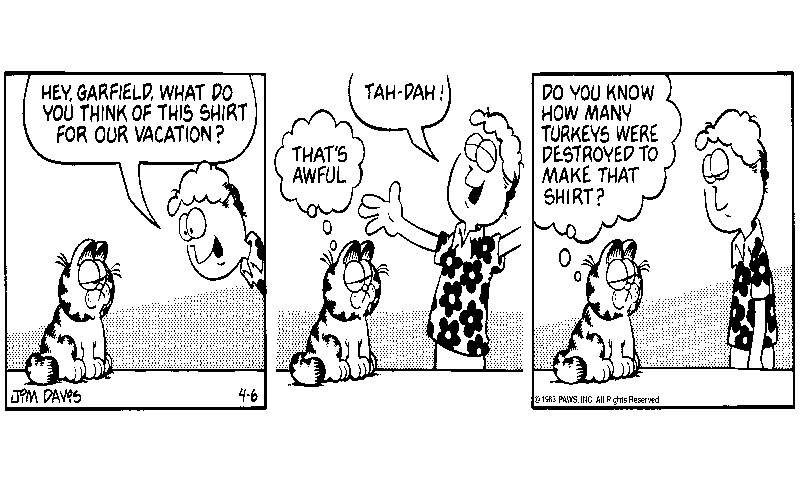 HEY, GARFIELD, WHAT DO
YOU THINK OF THIS SHIRT
FOR OUR VACATION?
JIM DAVIS
4-6
THAT'S
AWFUL
TAH-DAH!
DO YOU KNOW
HOW MANY
TURKEYS WERE
DESTROYED TO
MAKE THAT
SHIRT?
© 1983 PAWS, INC. All Rights Reserved